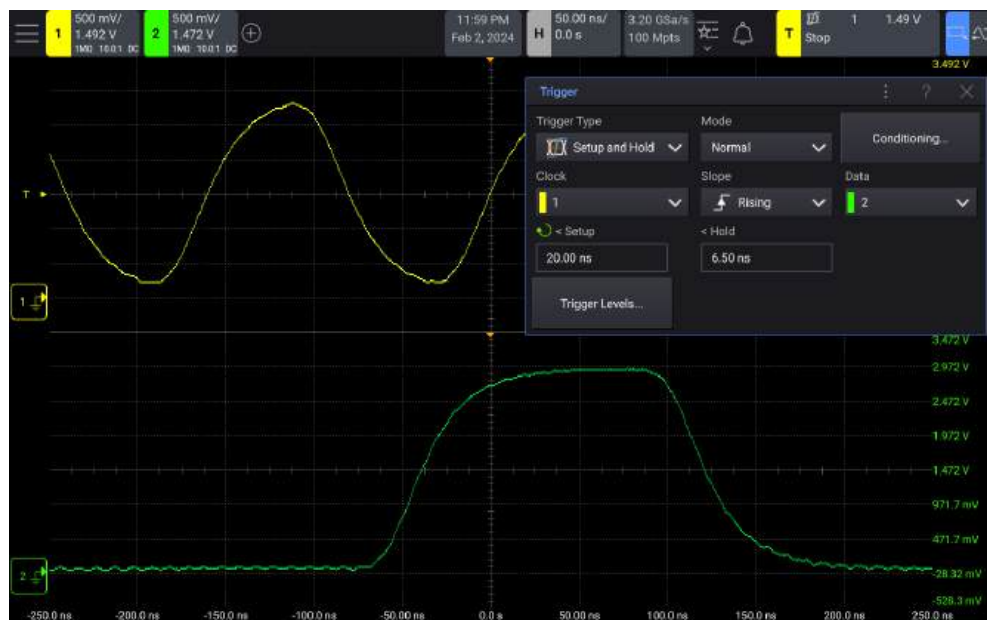 1 500 mV/ 1.492 V 1MΩ 10.0:1 DC
2 500 mV/ 1.472 V 1MΩ 10.0:1 DC
11:59 PM
Feb 2, 2024
H 50.00 ns/ 0.0 s
3.20 GSa/s
100 Mpts
T Stop 1 1.49 V
3.492 V
Trigger
?
Trigger Type
Mode
Setup and Hold
Normal
Conditioning...
Clock
Slope
Data
T
1
Rising
2
< Setup
< Hold
20.00 ns
6.50 ns
Trigger Levels...
1
3.472 V
2.972 V
2.472 V
1.972 V
1.472 V
971.7 mV
471.7 mV
2
-28.32 mV
-528.3 mV
-250.0 ns -200.0 ns -150.0 ns -100.0 ns -50.00 ns 0.0 s 50.00 ns 100.0 ns 150.0 ns 200.0 ns 250.0 ns